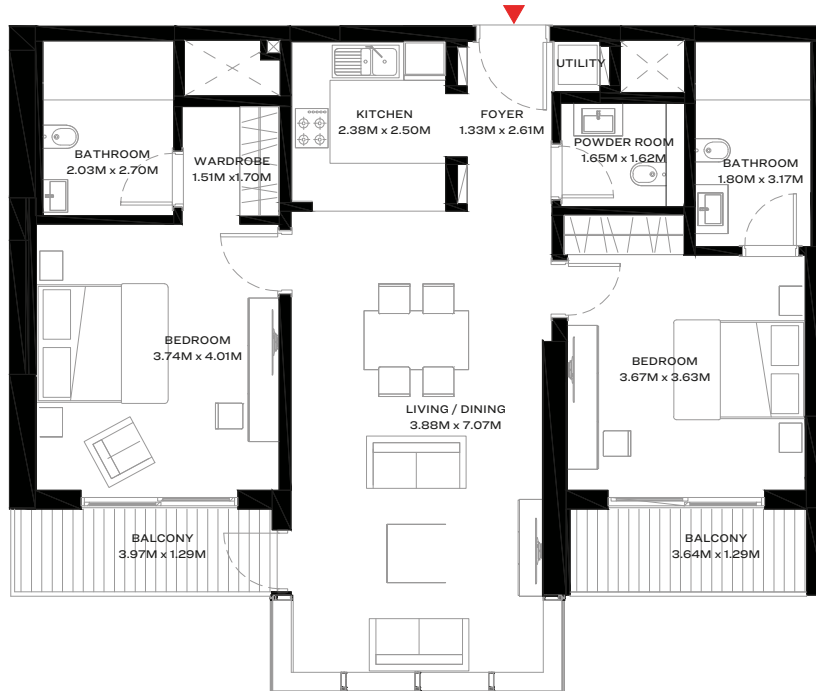 UTILITY
KITCHEN
2.38M x 2.50M
FOYER
1.33M x 2.61M
POWDER ROOM
1.65M x 1.62M
BATHROOM
2.03M x 2.70M
WARDROBE
1.51M x1.70M
BATHROOM
1.80M x 3.17M
BEDROOM
3.74M x 4.01M
BEDROOM
3.67M x 3.63M
LIVING / DINING
3.88M x 7.07M
BALCONY
3.97M x 1.29M
BALCONY
3.64M x 1.29M